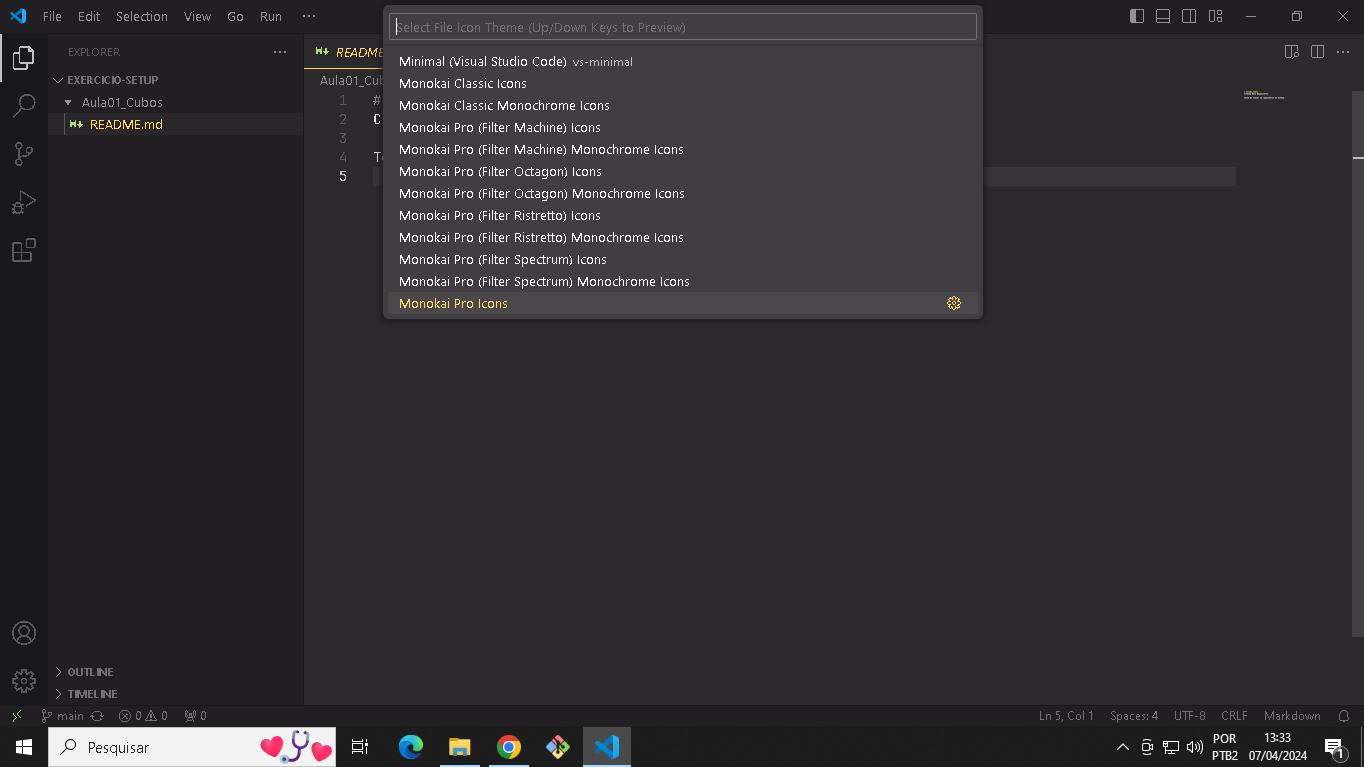 File Edit Selection View Go Run ···
Select File Icon Theme (Up/Down Keys to Preview)
Minimal (Visual Studio Code) vs-minimal
Monokai Classic Icons
Monokai Classic Monochrome Icons
Monokai Pro (Filter Machine) Icons
Monokai Pro (Filter Machine) Monochrome Icons
Monokai Pro (Filter Octagon) Icons
Monokai Pro (Filter Octagon) Monochrome Icons
Monokai Pro (Filter Ristretto) Icons
Monokai Pro (Filter Ristretto) Monochrome Icons
Monokai Pro (Filter Spectrum) Icons
Monokai Pro (Filter Spectrum) Monochrome Icons
Monokai Pro Icons
EXPLORER
EXERCICIO-SETUP
Aula01_Cubos
README.md
README
Aula01_Cub
1 #
2 C
3
4 T
5
OUTLINE
TIMELINE
main 0 0 0
Ln 5, Col 1 Spaces: 4 UTF-8 CRLF Markdown
Pesquisar
POR
PTB2
13:33
07/04/2024
1